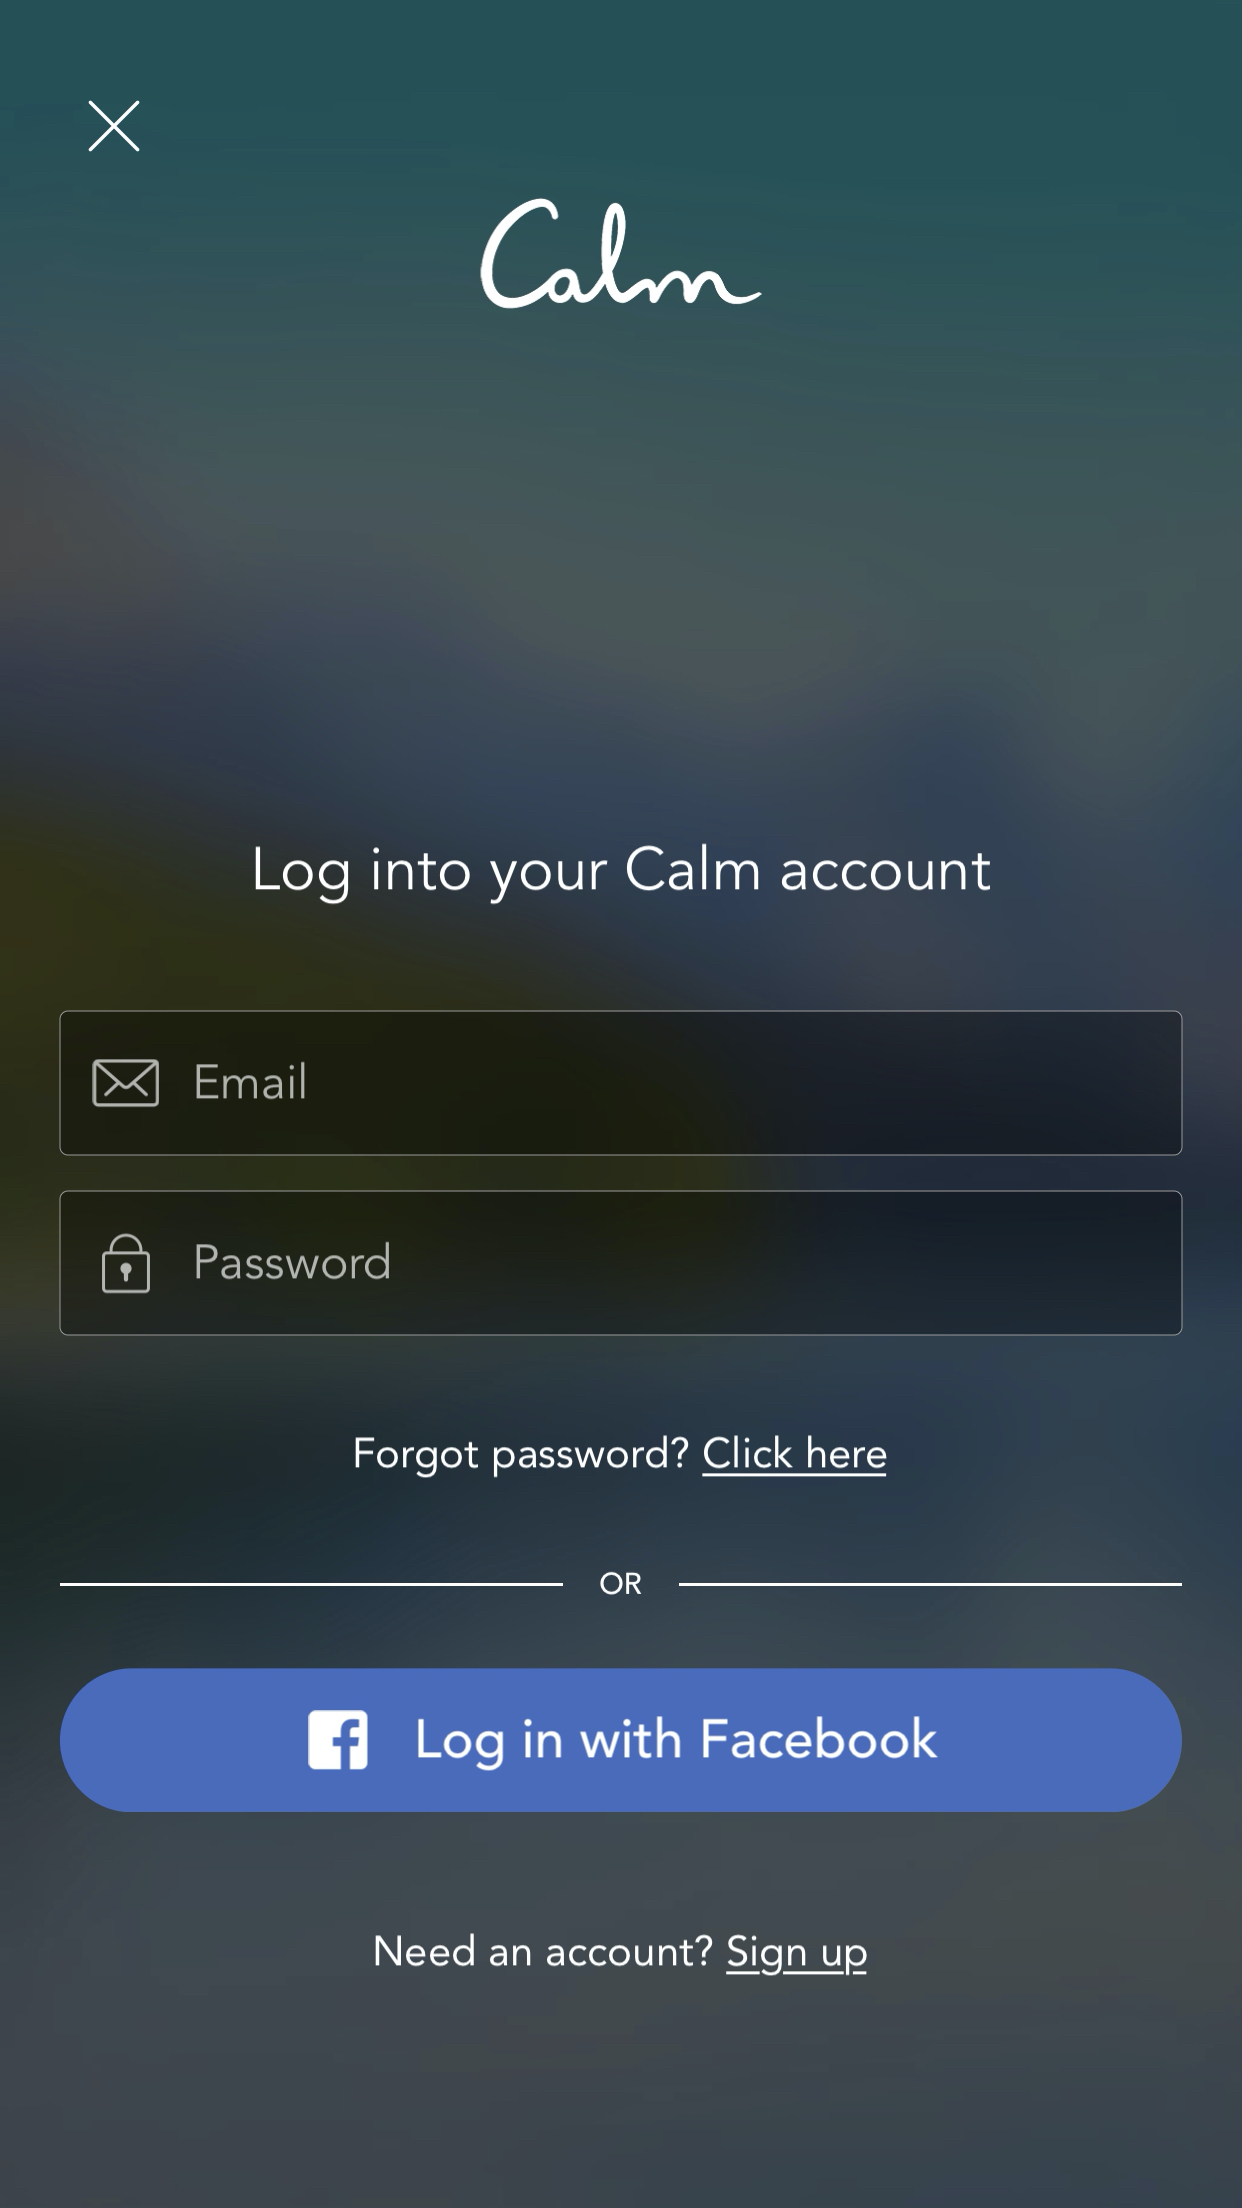 Calm
Log into your Calm account
Email
Password
Forgot password? Click here
OR
Log in with Facebook
Need an account? Sign up